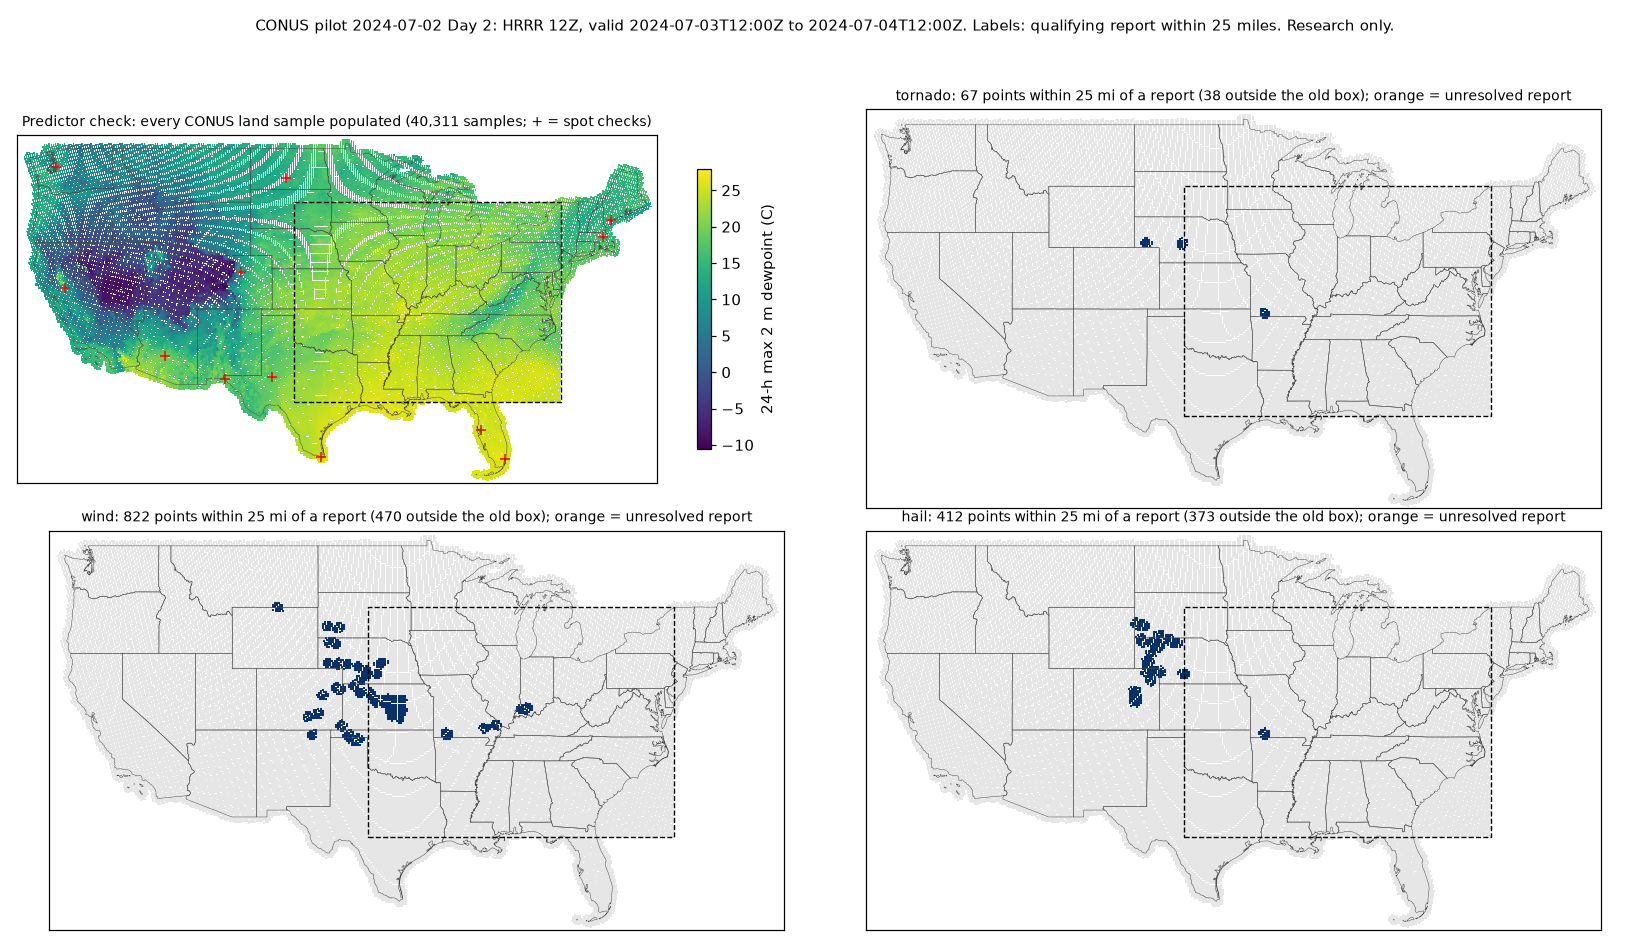 CONUS pilot 2024-07-02 Day 2: HRRR 12Z, valid 2024-07-03T12:00Z to 2024-07-04T12:00Z. Labels: qualifying report within 25 miles. Research only.
Predictor check: every CONUS land sample populated (40,311 samples; + = spot checks)
25
20
15
10
5
0
−5
−10
24-h max 2 m dewpoint (C)
tornado: 67 points within 25 mi of a report (38 outside the old box); orange = unresolved report
wind: 822 points within 25 mi of a report (470 outside the old box); orange = unresolved report
hail: 412 points within 25 mi of a report (373 outside the old box); orange = unresolved report